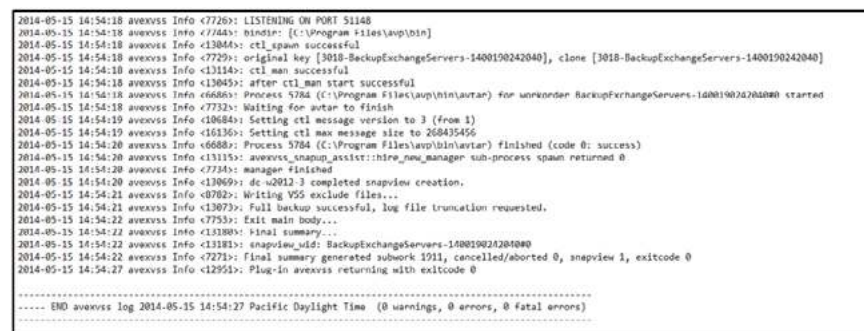 2014-05-15 14:54:18 avexvss Info <7726>: LISTENING ON PORT 51148
2014-05-15 14:54:18 avexvss Info <7744>: bindir: [C:\Program Files\avp\bin]
2014-05-15 14:54:18 avexvss Info <13044>: ctl_spawn successful
2014-05-15 14:54:18 avexvss Info <7729>: original key [3018-BackupExchangeServers-1400190242040], clone [3018-BackupExchangeServers-1400190242040]
2014-05-15 14:54:18 avexvss Info <13114>: ctl_man successful
2014-05-15 14:54:18 avexvss Info <13045>: after ctl_man start successful
2014-05-15 14:54:18 avexvss Info <6686>: Process 5784 (C:\Program Files\avp\bin\avtar) for workorder BackupExchangeServers-1400190242040#0 started
2014-05-15 14:54:18 avexvss Info <7732>: Waiting for avtar to finish
2014-05-15 14:54:19 avexvss Info <10684>: Setting ctl message version to 3 (from 1)
2014-05-15 14:54:19 avexvss Info <16136>: Setting ctl max message size to 268435456
2014-05-15 14:54:20 avexvss Info <6688>: Process 5784 (C:\Program Files\avp\bin\avtar) finished (code 0: success)
2014-05-15 14:54:20 avexvss Info <13115>: avexvss_snapup_assist::hire_new_manager sub-process spawn returned 0
2014-05-15 14:54:20 avexvss Info <7734>: manager finished
2014-05-15 14:54:20 avexvss Info <13069>: dc-w2012-3 completed snapview creation.
2014-05-15 14:54:21 avexvss Info <8782>: Writing VSS exclude files...
2014-05-15 14:54:21 avexvss Info <13073>: Full backup successful, log file truncation requested.
2014-05-15 14:54:22 avexvss Info <7753>: Exit main body...
2014-05-15 14:54:22 avexvss Info <13180>: Final summary...
2014-05-15 14:54:22 avexvss Info <13181>: snapview_wid: BackupExchangeServers-1400190242040#0
2014-05-15 14:54:22 avexvss Info <7271>: Final summary generated subwork 1911, cancelled/aborted 0, snapview 1, exitcode 0
2014-05-15 14:54:27 avexvss Info <12951>: Plug-in avexvss returning with exitcode 0
----- END avexvss log 2014-05-15 14:54:27 Pacific Daylight Time (0 warnings, 0 errors, 0 fatal errors)